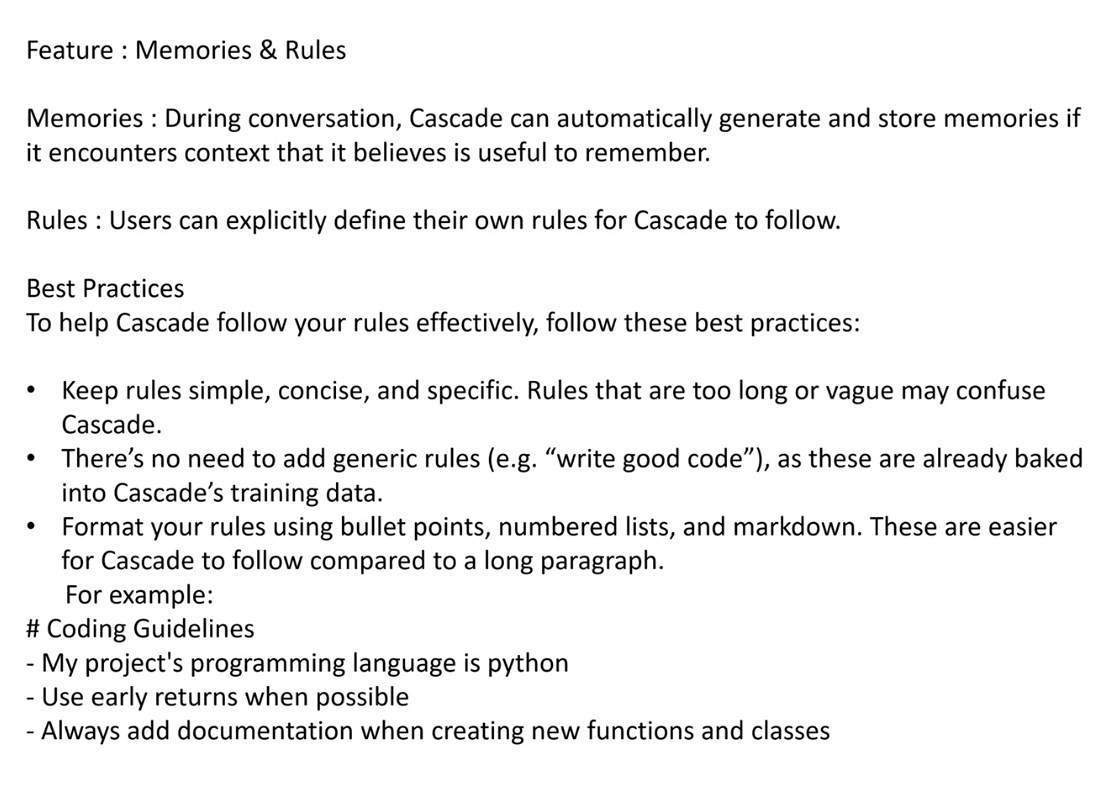 Feature : Memories & Rules
Memories : During conversation, Cascade can automatically generate and store memories if
it encounters context that it believes is useful to remember.
Rules : Users can explicitly define their own rules for Cascade to follow.
Best Practices
To help Cascade follow your rules effectively, follow these best practices:
• Keep rules simple, concise, and specific. Rules that are too long or vague may confuse
Cascade.
• There’s no need to add generic rules (e.g. “write good code”), as these are already baked
into Cascade’s training data.
• Format your rules using bullet points, numbered lists, and markdown. These are easier
for Cascade to follow compared to a long paragraph.
For example:
# Coding Guidelines
- My project's programming language is python
- Use early returns when possible
- Always add documentation when creating new functions and classes